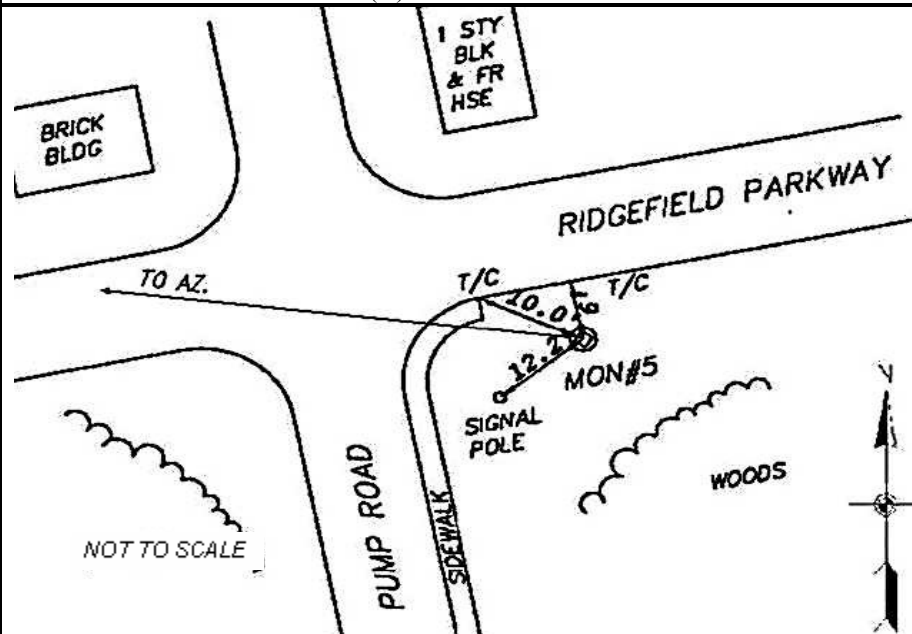 1 STY
BLK
& FR
HSE
BRICK
BLDG
RIDGEFIELD PARKWAY
TO AZ.
T/C
T/C
10.0
12.2
MON#5
SIGNAL
POLE
WOODS
PUMP ROAD
SIDEWALK
NOT TO SCALE